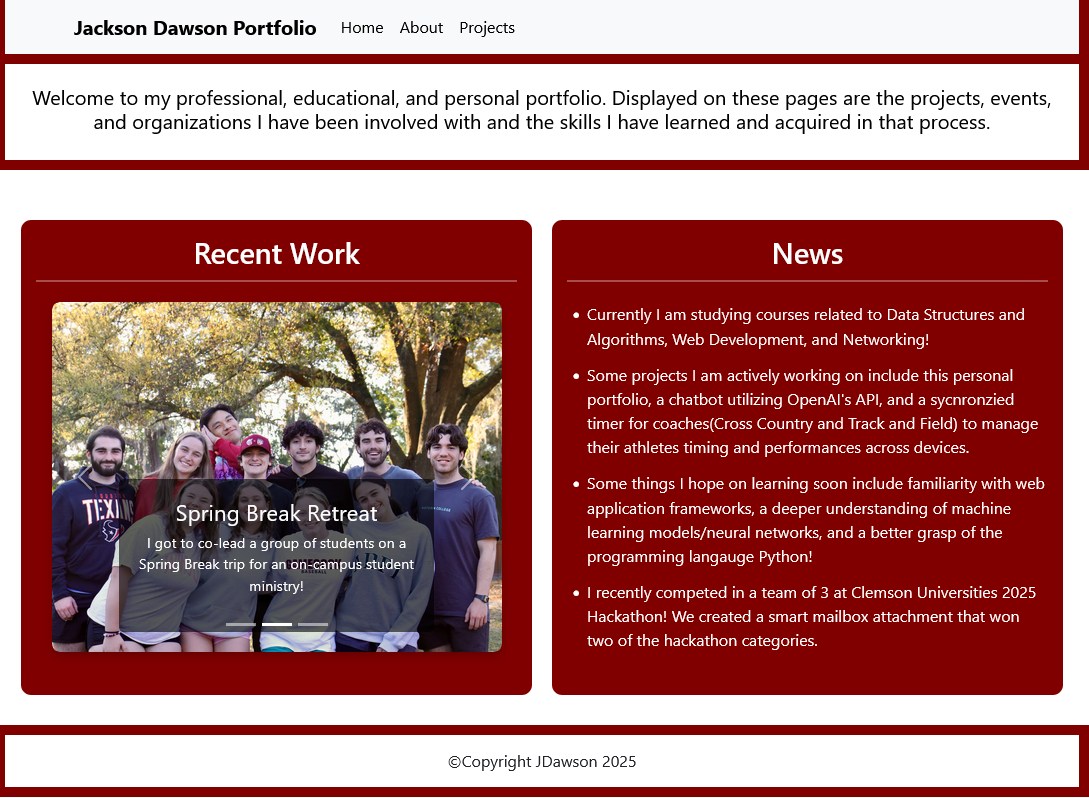 Jackson Dawson Portfolio Home About Projects
Welcome to my professional, educational, and personal portfolio. Displayed on these pages are the projects, events,
and organizations I have been involved with and the skills I have learned and acquired in that process.
Recent Work
TEXA
Spring Break Retreat
I got to co-lead a group of students on a
Spring Break trip for an on-campus student
ministry!
News
• Currently I am studying courses related to Data Structures and
Algorithms, Web Development, and Networking!
• Some projects I am actively working on include this personal
portfolio, a chatbot utilizing OpenAI's API, and a sycnronzied
timer for coaches(Cross Country and Track and Field) to manage
their athletes timing and performances across devices.
• Some things I hope on learning soon include familiarity with web
application frameworks, a deeper understanding of machine
learning models/neural networks, and a better grasp of the
programming langauge Python!
• I recently competed in a team of 3 at Clemson Universities 2025
Hackathon! We created a smart mailbox attachment that won
two of the hackathon categories.
©Copyright JDawson 2025